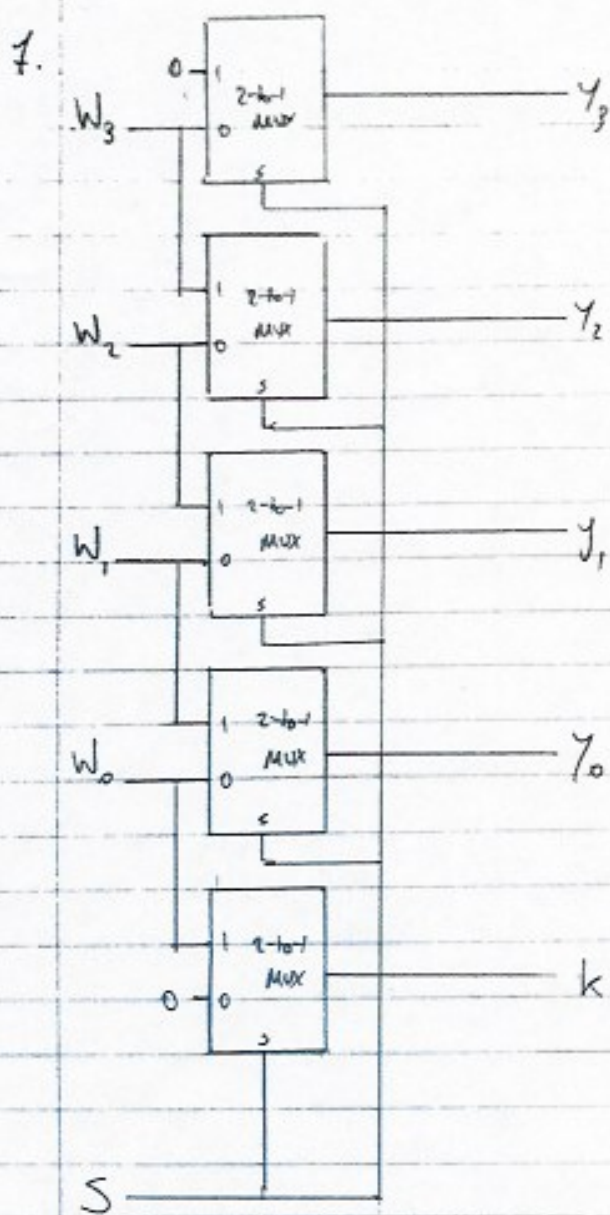 7.
0 1
2-to-1
W₃ 0 MUX y₃
s
1 2-to-1
W₂ 0 MUX y₂
s
1 2-to-1
W₁ 0 MUX y₁
s
1 2-to-1
W₀ 0 MUX y₀
s
1 2-to-1
0 0 MUX k
s
S